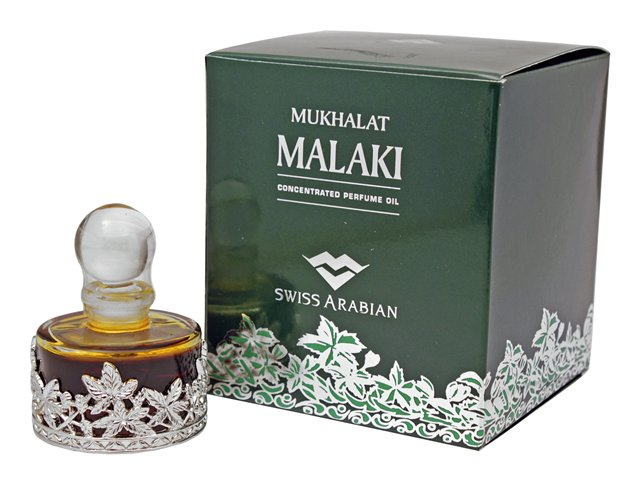 MUKHALAT
MALAKI
CONCENTRATED PERFUME OIL
SWISS ARABIAN